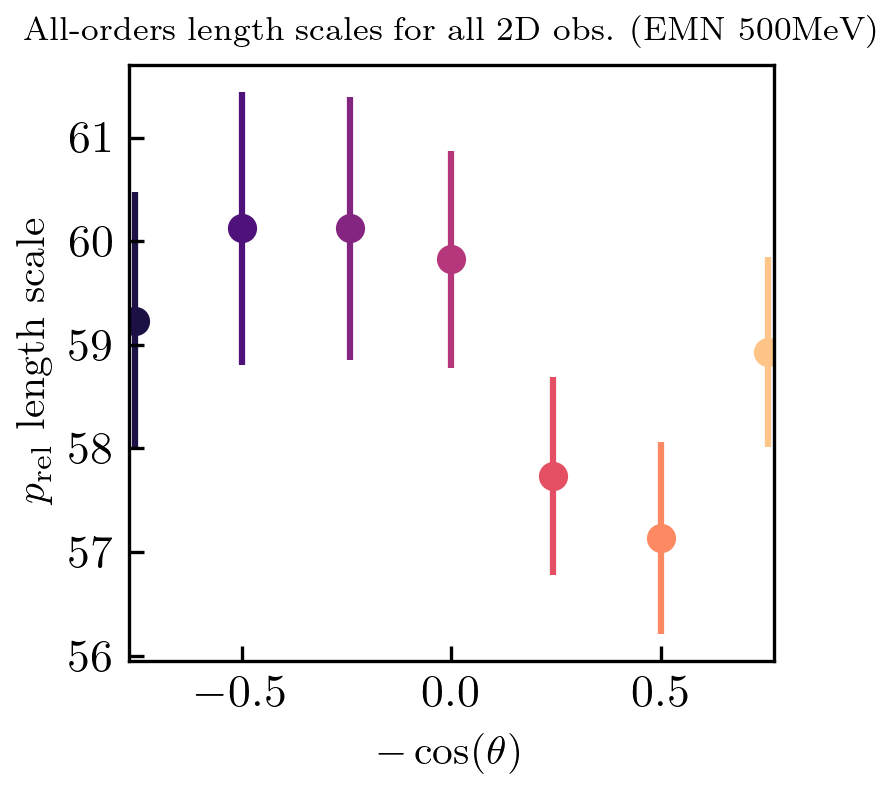 All-orders length scales for all 2D obs. (EMN 500MeV)
61
60
59
58
57
56
p_rel length scale
−0.5 0.0 0.5
− cos(θ)